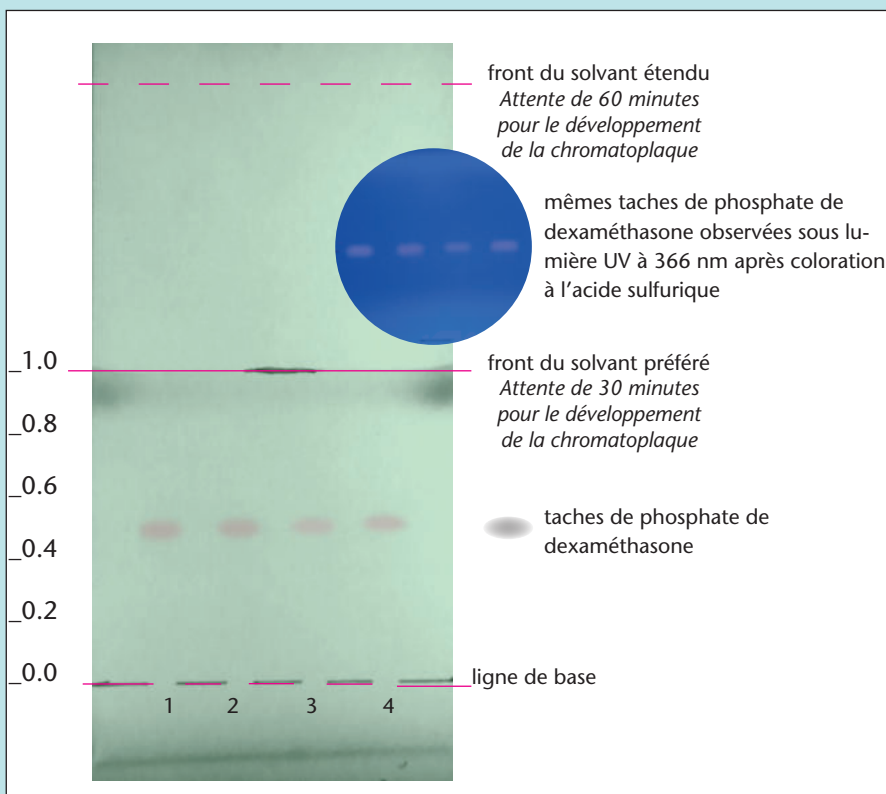 front du solvant étendu
Attente de 60 minutes
pour le développement
de la chromatoplaque
mêmes taches de phosphate de
dexaméthasone observées sous lu-
mière UV à 366 nm après coloration
à l’acide sulfurique
_1.0
front du solvant préféré
Attente de 30 minutes
pour le développement
de la chromatoplaque
_0.8
_0.6
taches de phosphate de
dexaméthasone
_0.4
_0.2
_0.0
ligne de base
1 2 3 4